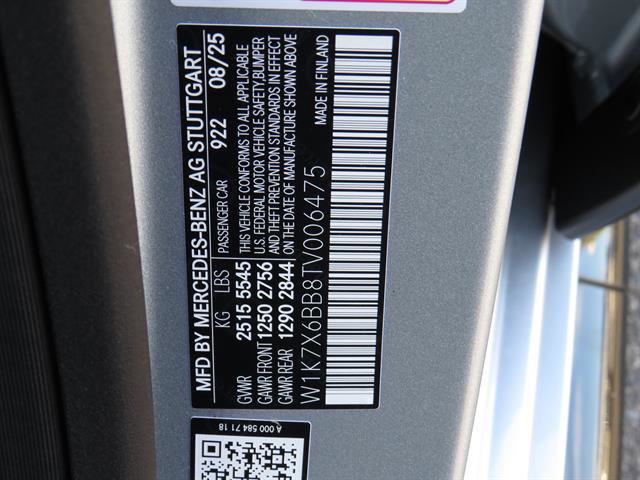 MFD BY MERCEDES-BENZ AG STUTTGART
KG LBS PASSENGER CAR 922 08/25
GVWR 2515 5545 THIS VEHICLE CONFORMS TO ALL APPLICABLE
GAWR FRONT 1250 2756 U.S. FEDERAL MOTOR VEHICLE SAFETY,BUMPER
GAWR REAR 1290 2844 AND THEFT PREVENTION STANDARDS IN EFFECT
ON THE DATE OF MANUFACTURE SHOWN ABOVE
MADE IN FINLAND
W1K7X6BB8TV006475
A 000 584 71 18